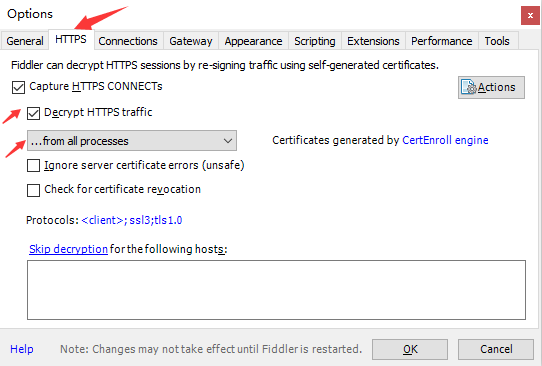 Options
x
General HTTPS Connections Gateway Appearance Scripting Extensions Performance Tools
Fiddler can decrypt HTTPS sessions by re-signing traffic using self-generated certificates.
Capture HTTPS CONNECTs
Actions
Decrypt HTTPS traffic
...from all processes
Certificates generated by CertEnroll engine
Ignore server certificate errors (unsafe)
Check for certificate revocation
Protocols: <client>; ssl3;tls1.0
Skip decryption for the following hosts:
Help
Note: Changes may not take effect until Fiddler is restarted.
OK
Cancel